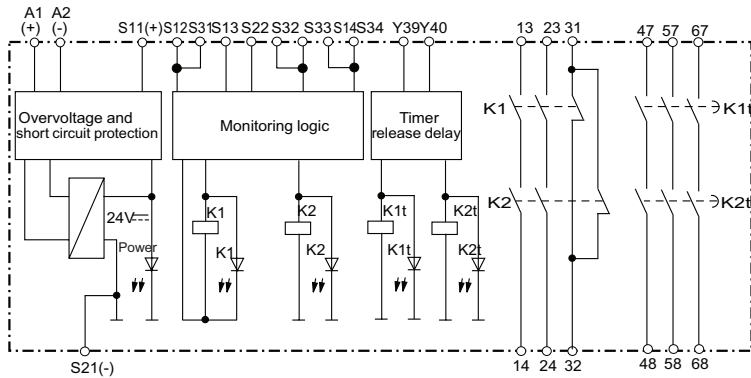 A1 A2
(+) (-)
S11(+) S12 S31 S13 S22 S32 S33 S14 S34 Y39 Y40
13 23 31
47 57 67
Overvoltage and
short circuit protection
Monitoring logic
Timer
release delay
K1
K1t
K2
K2t
24V
K1
K2
K1t
K2t
Power
K1
K2
K1t
K2t
S21(-)
14 24 32
48 58 68